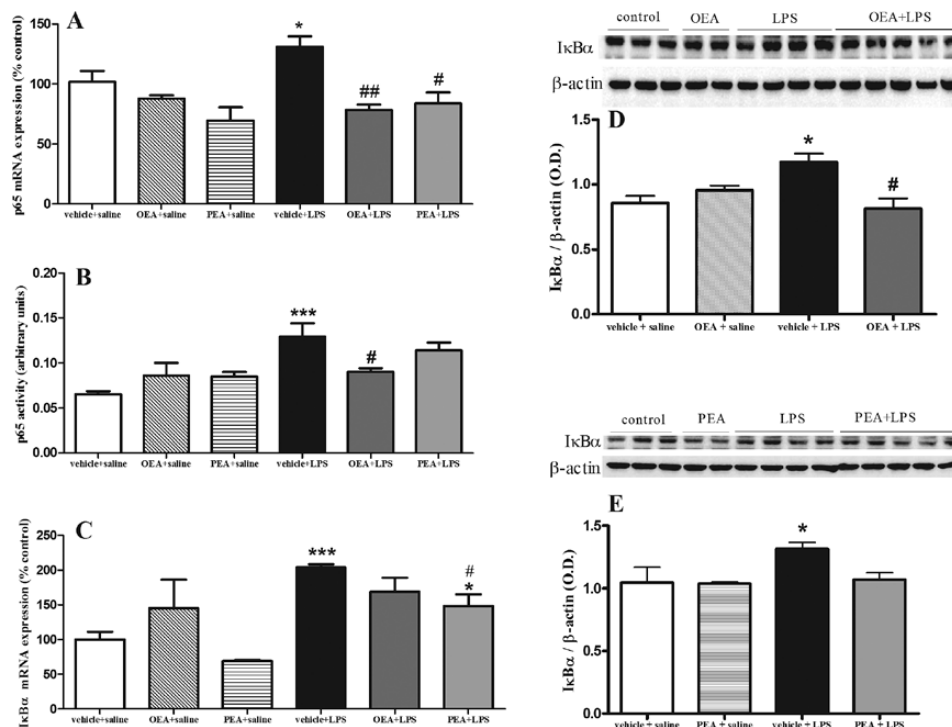 A
p65 mRNA expression (% control)
150
100
50
0
*
##
#
vehicle+saline OEA+saline PEA+saline vehicle+LPS OEA+LPS PEA+LPS
B
p65 activity (arbitrary units)
0.20
0.15
0.10
0.05
0.00
***
#
vehicle+saline OEA+saline PEA+saline vehicle+LPS OEA+LPS PEA+LPS
C
IκBα mRNA expression (% control)
250
200
150
100
50
0
***
#
*
vehicle+saline OEA+saline PEA+saline vehicle+LPS OEA+LPS PEA+LPS
control OEA LPS OEA+LPS
IκBα
β-actin
D
IκBα / β-actin (O.D.)
1.5
1.0
0.5
0.0
*
#
vehicle + saline OEA + saline vehicle + LPS OEA + LPS
control PEA LPS PEA+LPS
IκBα
β-actin
E
IκBα / β-actin (O.D.)
1.5
1.0
0.5
0.0
*
vehicle + saline PEA + saline vehicle + LPS PEA + LPS